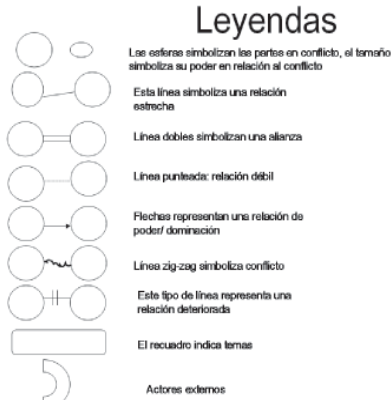 Leyendas
Las esferas simbolizan las partes en conflicto, el tamaño
simboliza su poder en relación al conflicto
Esta línea simboliza una relación
estrecha
Línea dobles simbolizan una alianza
Línea punteada: relación débil
Flechas representan una relación de
poder/ dominación
Línea zig-zag simboliza conflicto
Este tipo de línea representa una
relación deteriorada
El recuadro indica temas
Actores externos